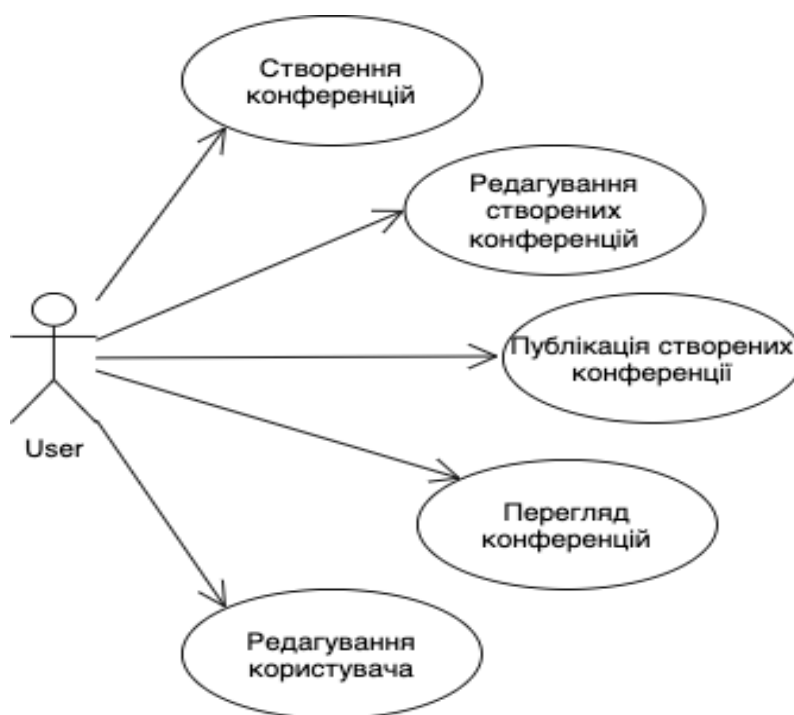 Створення
конференцій
Редагування
створених
конференцій
Публікація створених
конференції
User
Перегляд
конференцій
Редагування
користувача